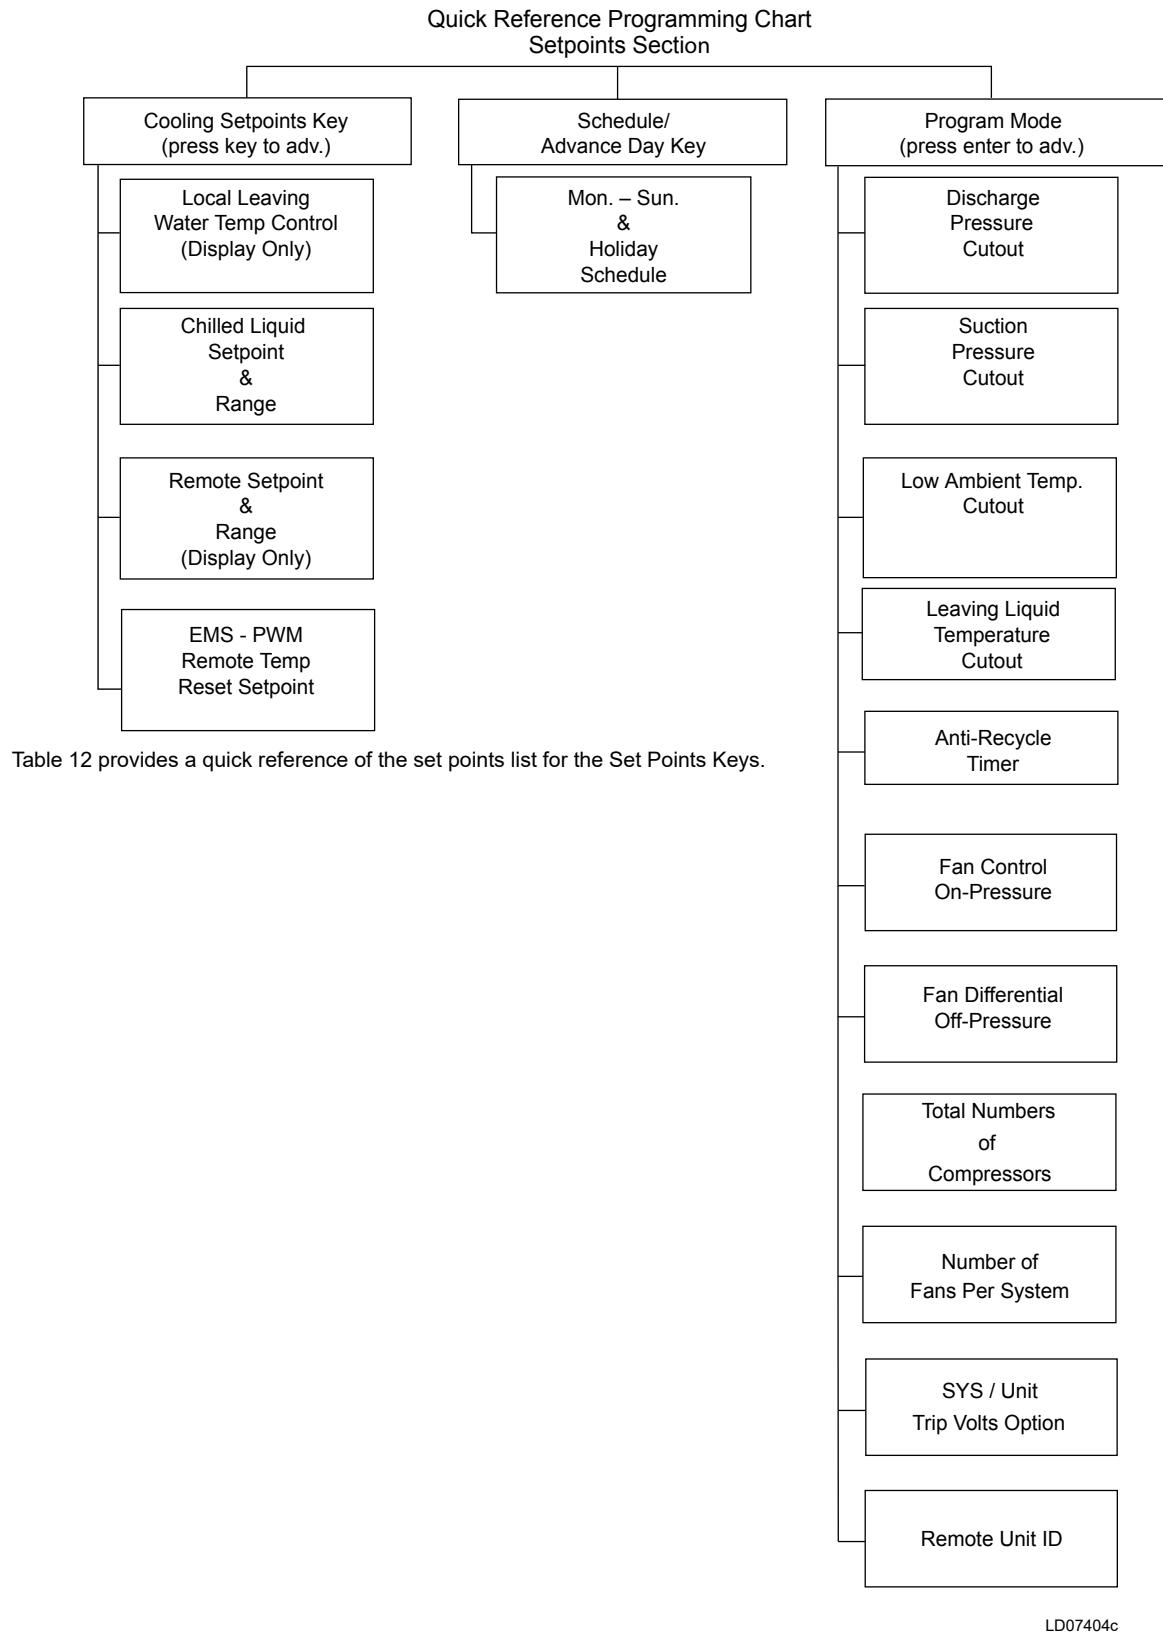 Quick Reference Programming Chart
Setpoints Section
Cooling Setpoints Key
(press key to adv.)
Local Leaving
Water Temp Control
(Display Only)
Chilled Liquid
Setpoint
&
Range
Remote Setpoint
&
Range
(Display Only)
EMS - PWM
Remote Temp
Reset Setpoint
Schedule/
Advance Day Key
Mon. – Sun.
&
Holiday
Schedule
Program Mode
(press enter to adv.)
Discharge
Pressure
Cutout
Suction
Pressure
Cutout
Low Ambient Temp.
Cutout
Leaving Liquid
Temperature
Cutout
Anti-Recycle
Timer
Fan Control
On-Pressure
Fan Differential
Off-Pressure
Total Numbers
of
Compressors
Number of
Fans Per System
SYS / Unit
Trip Volts Option
Remote Unit ID
Table 12 provides a quick reference of the set points list for the Set Points Keys.
LD07404c